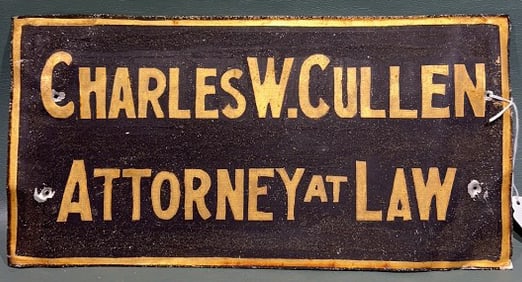 CHARLES W. CULLEN
ATTORNEY AT LAW